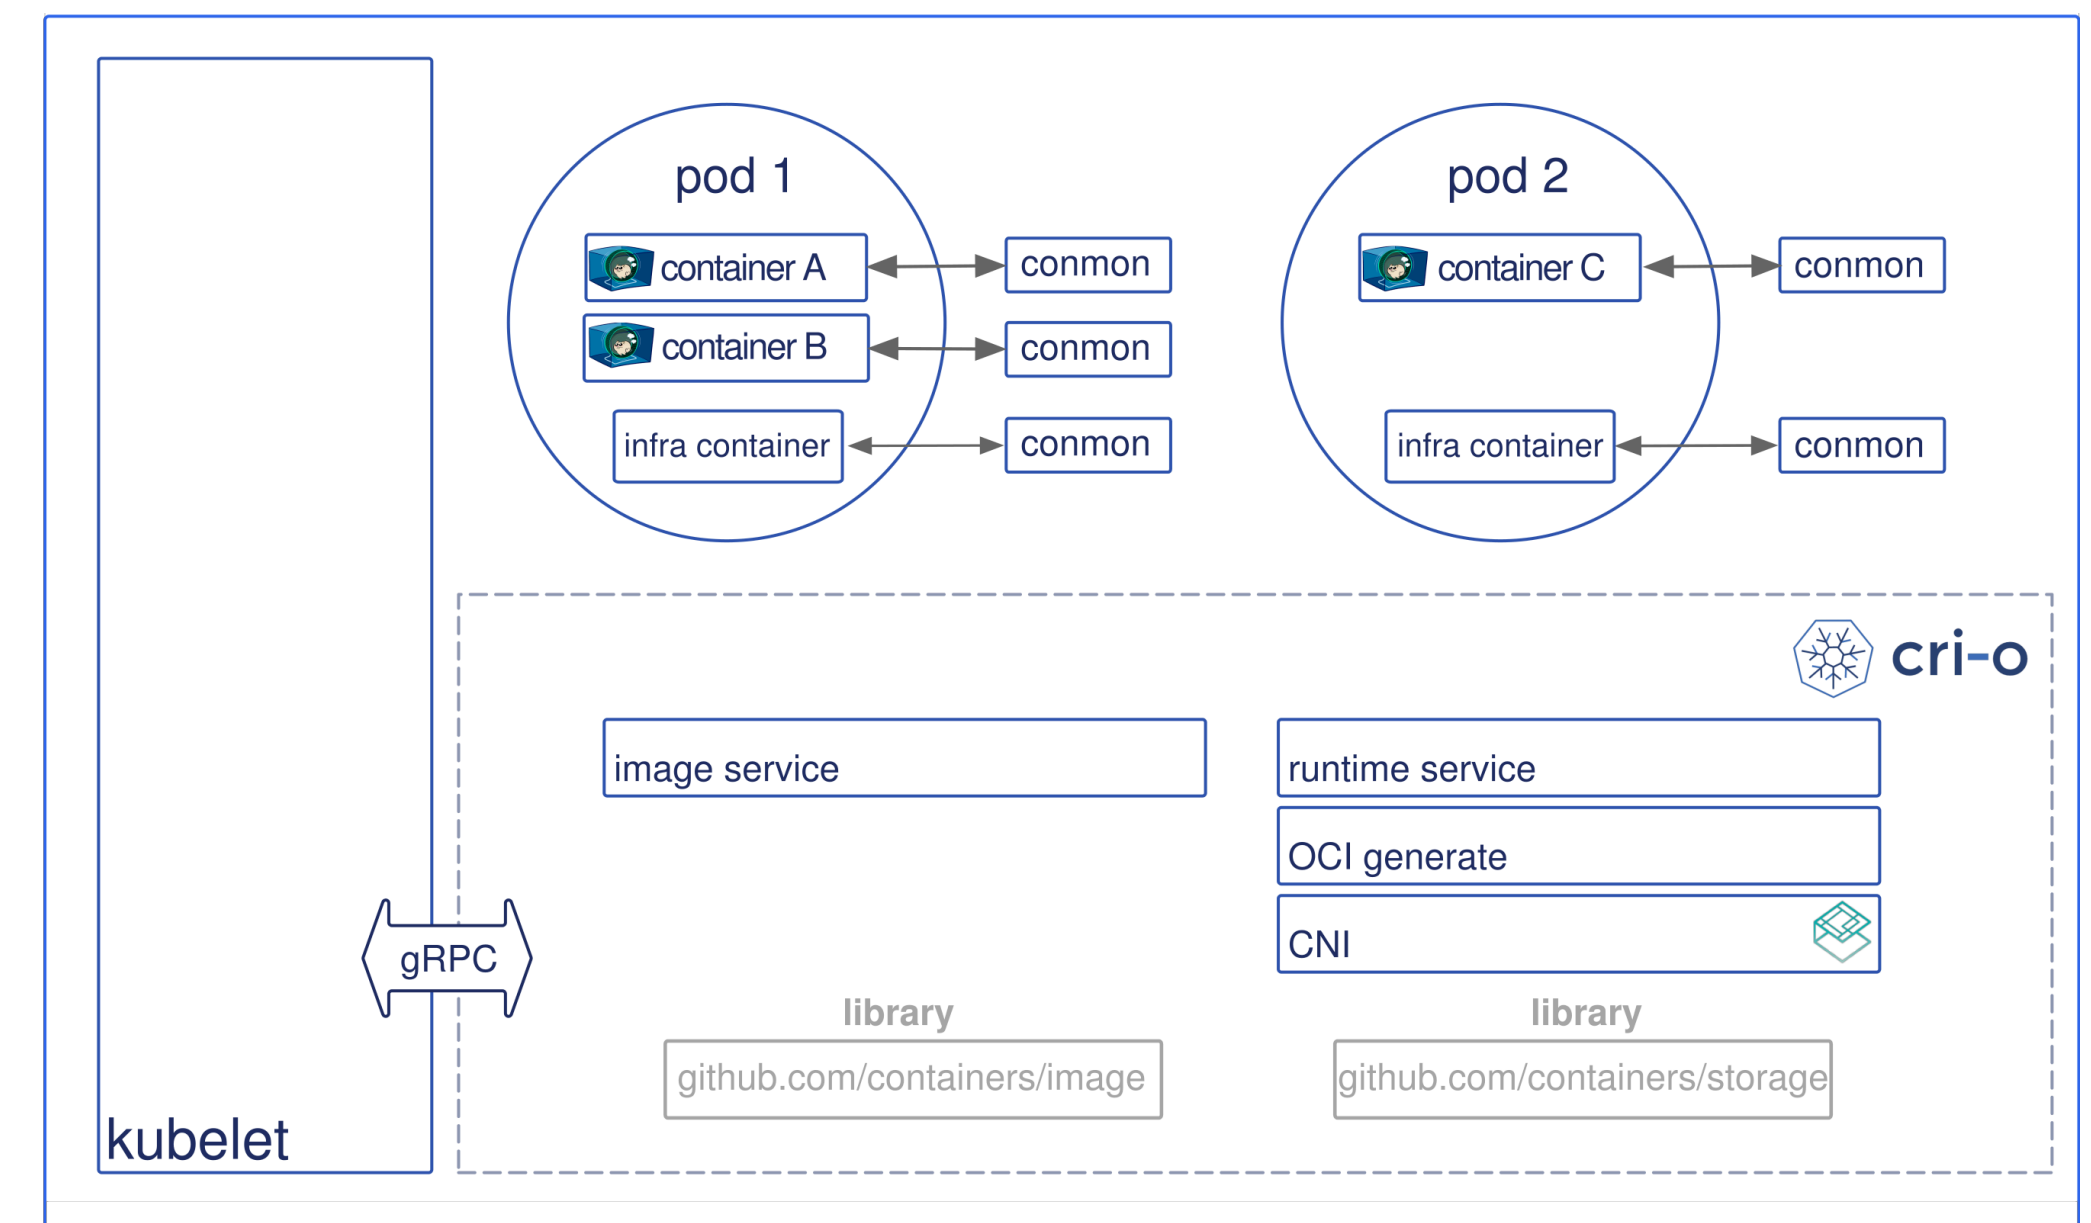 pod 1
container A
conmon
container B
conmon
infra container
conmon
pod 2
container C
conmon
infra container
conmon
cri-o
image service
runtime service
OCI generate
CNI
gRPC
library
github.com/containers/image
library
github.com/containers/storage
kubelet